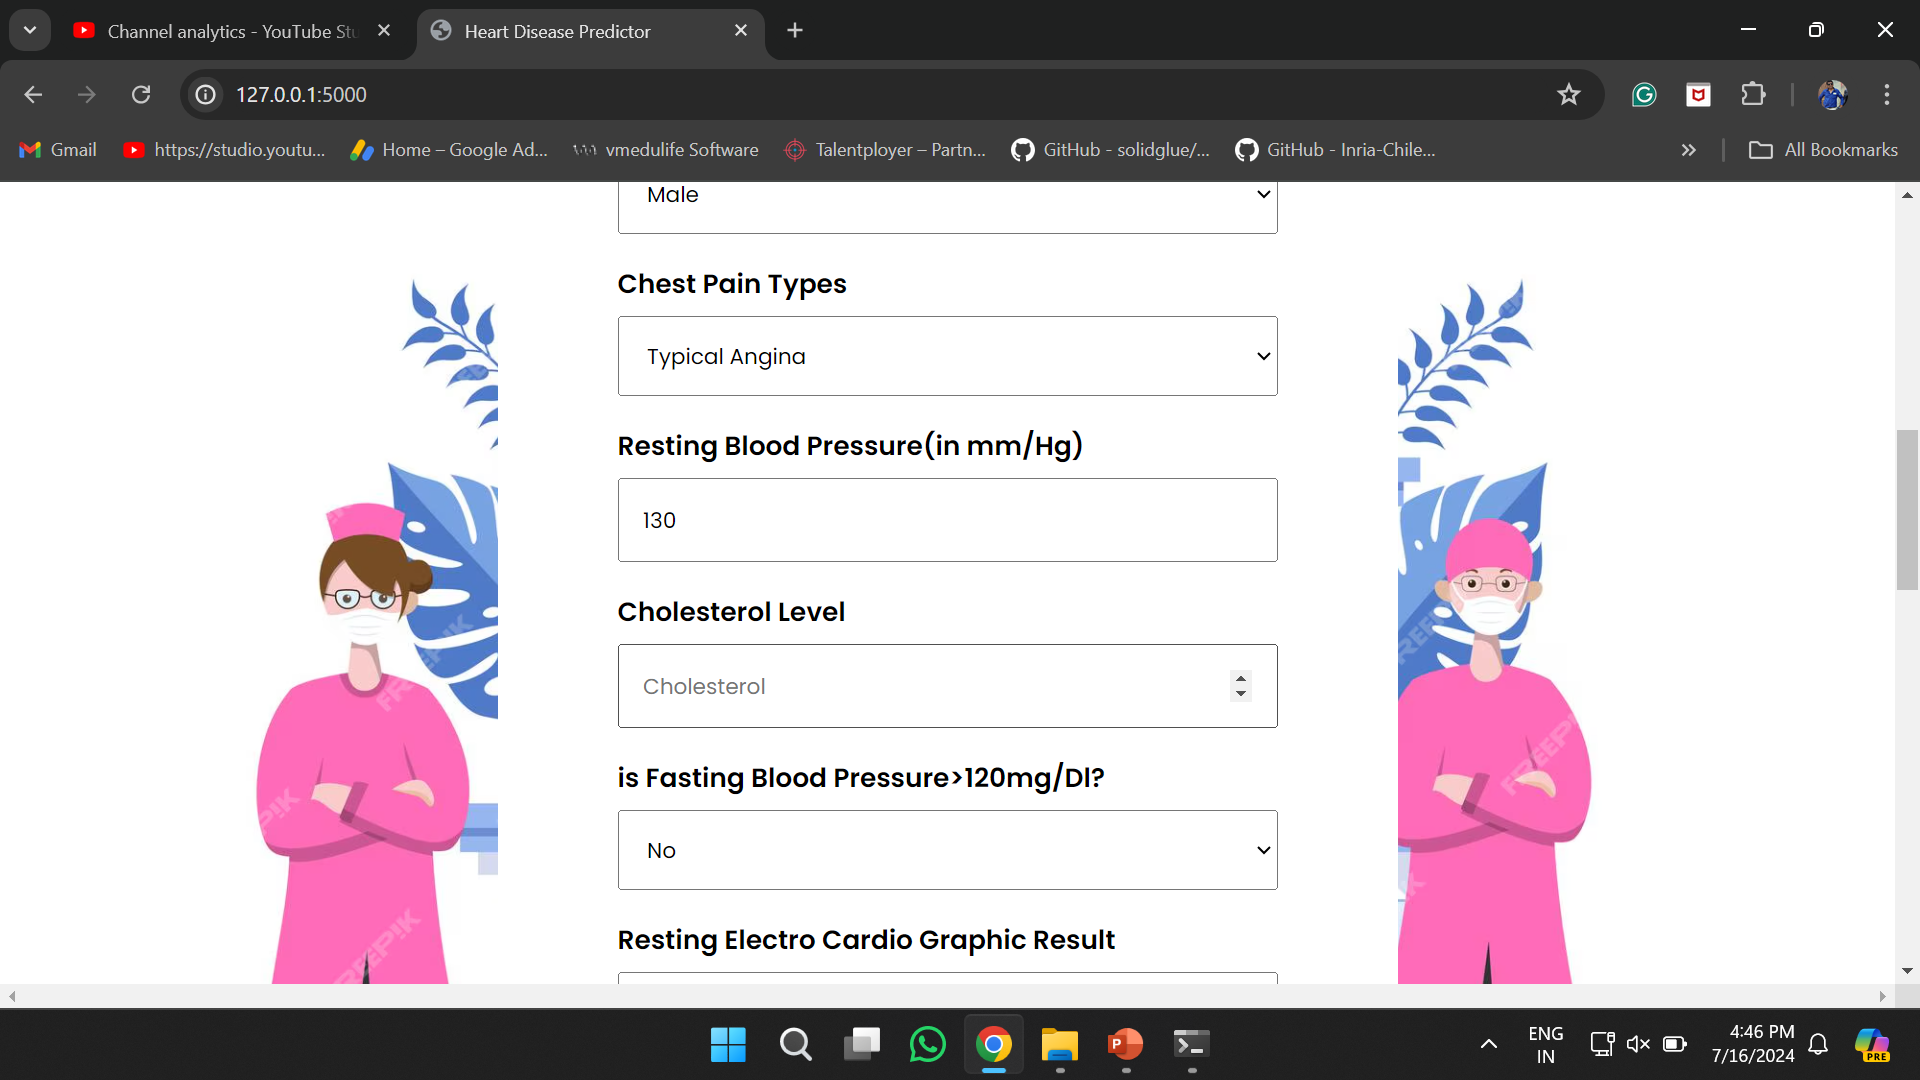 Channel analytics - YouTube Stu
Heart Disease Predictor
127.0.0.1:5000
Gmail
https://studio.youtu...
Home – Google Ad...
vmedulife Software
Talentployer – Partn...
GitHub - solidglue/...
GitHub - Inria-Chile...
All Bookmarks
Male
Chest Pain Types
Typical Angina
Resting Blood Pressure(in mm/Hg)
130
Cholesterol Level
Cholesterol
is Fasting Blood Pressure>120mg/Dl?
No
Resting Electro Cardio Graphic Result
ENG
IN
4:46 PM
7/16/2024
PRE